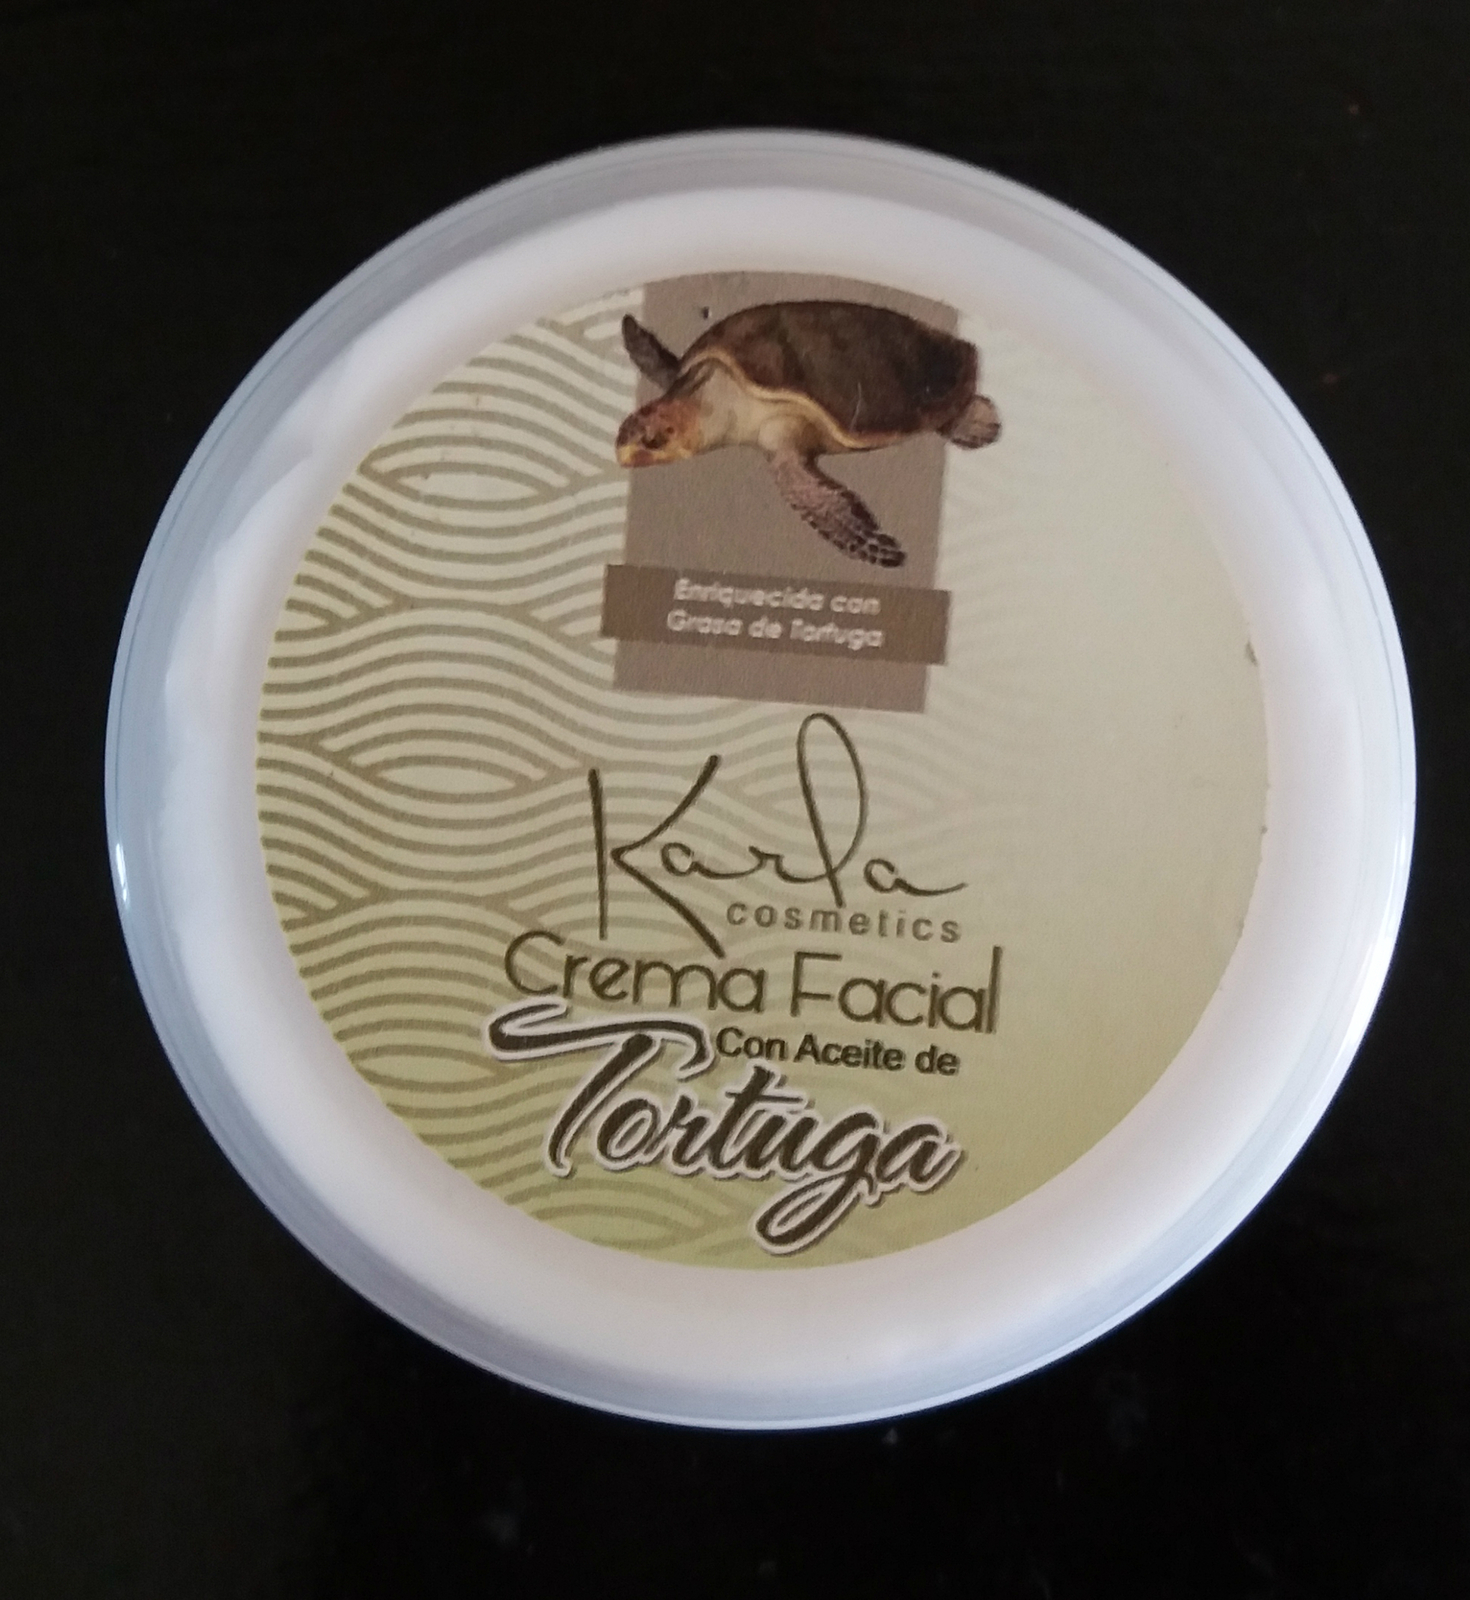 Enriquecida con
Grasa de Tortuga
Karla
cosmetics
Crema Facial
Con Aceite de
Tortuga